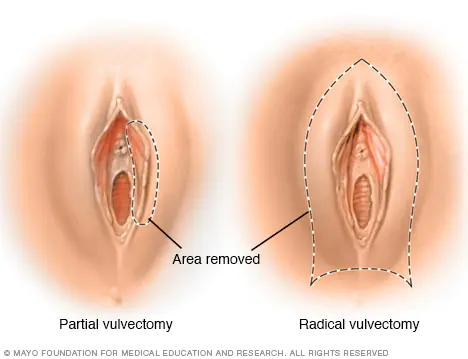 Area removed
Partial vulvectomy
Radical vulvectomy
© MAYO FOUNDATION FOR MEDICAL EDUCATION AND RESEARCH. ALL RIGHTS RESERVED